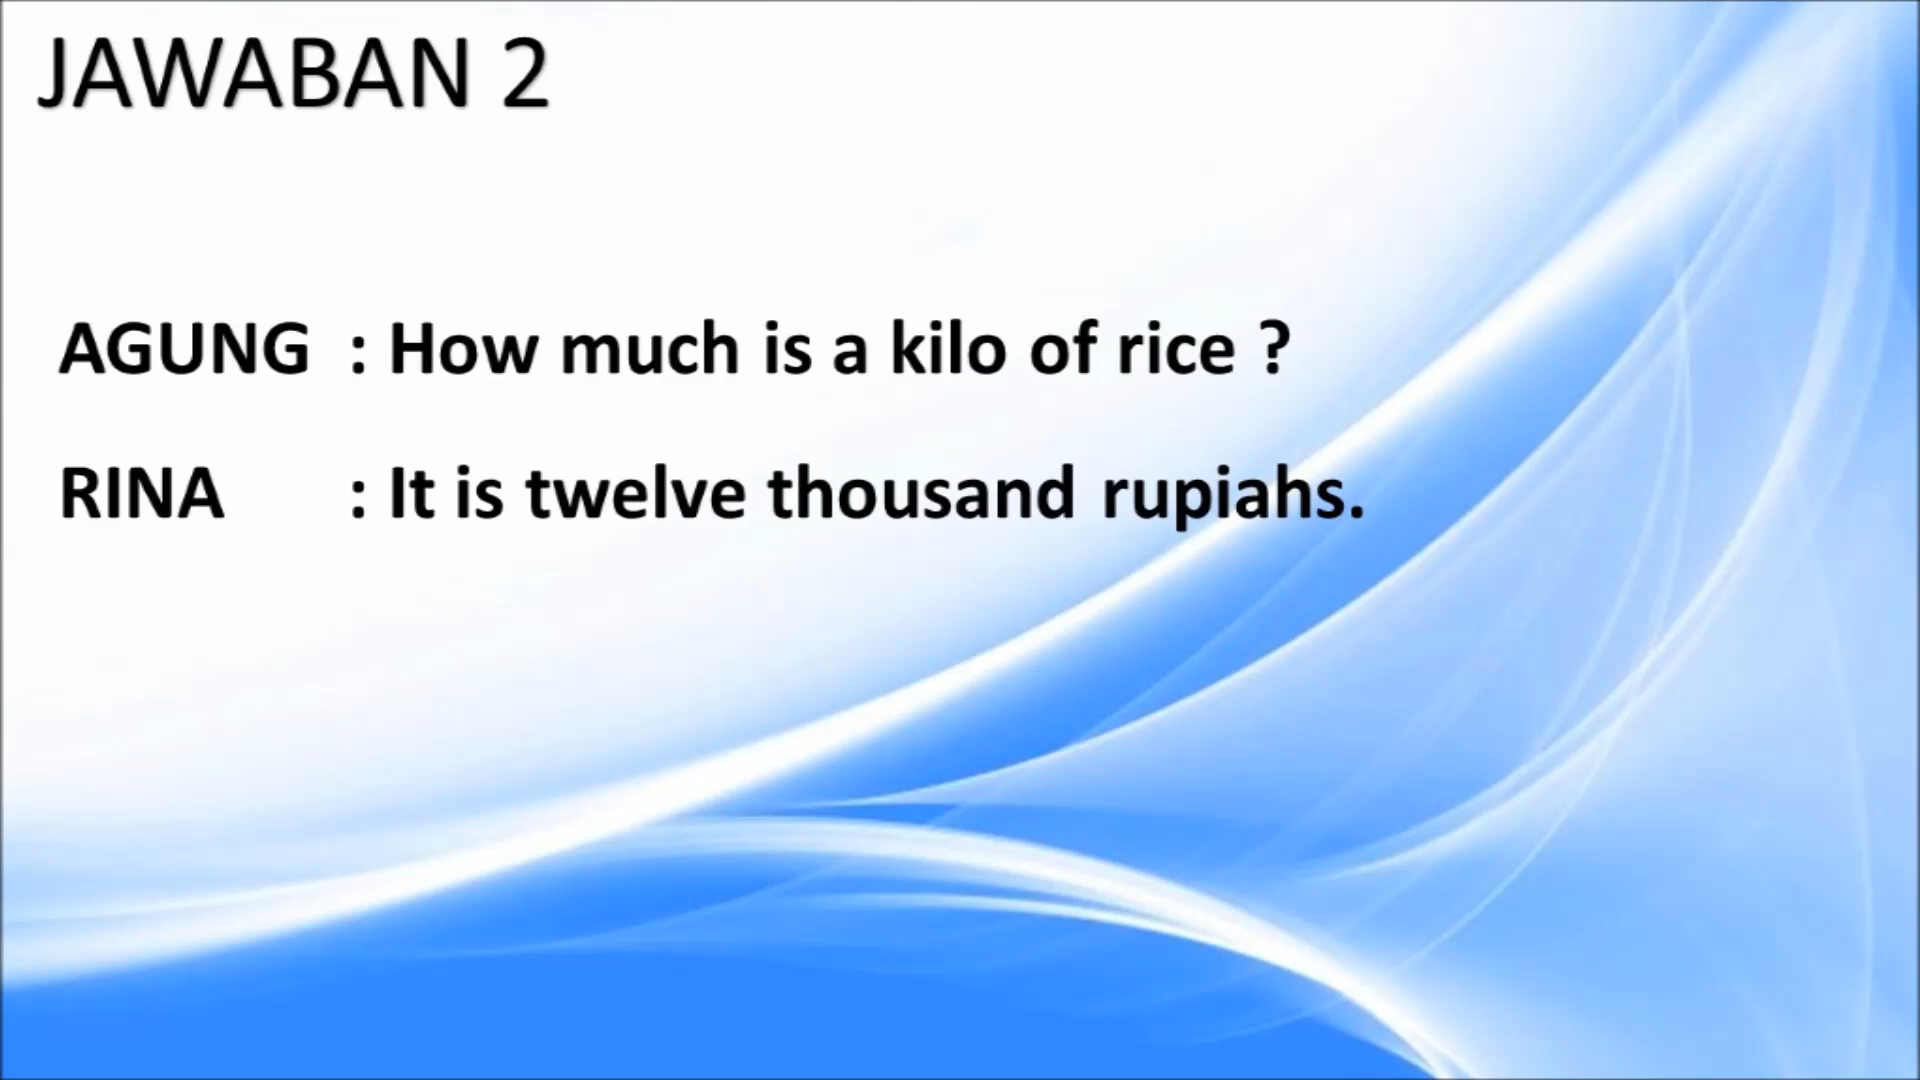 JAWABAN 2
AGUNG : How much is a kilo of rice ?
RINA : It is twelve thousand rupiahs.